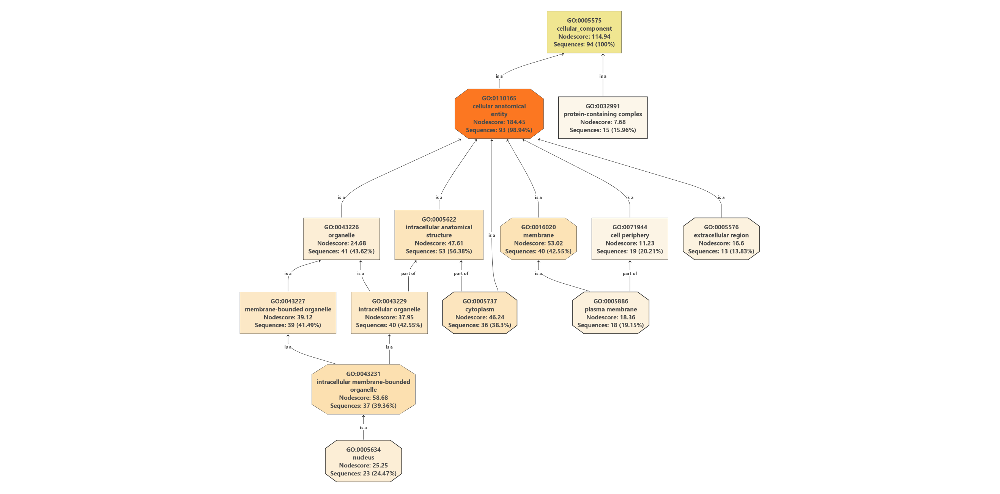 GO:0005575
cellular_component
Nodescore: 114.94
Sequences: 94 (100%)
is a
is a
GO:0110165
cellular anatomical
entity
Nodescore: 184.45
Sequences: 93 (98.94%)
GO:0032991
protein-containing complex
Nodescore: 7.68
Sequences: 15 (15.96%)
is a
is a
is a
is a
is a
is a
GO:0043226
organelle
Nodescore: 24.68
Sequences: 41 (43.62%)
GO:0005622
intracellular anatomical
structure
Nodescore: 47.61
Sequences: 53 (56.38%)
GO:0016020
membrane
Nodescore: 53.02
Sequences: 40 (42.55%)
GO:0071944
cell periphery
Nodescore: 11.23
Sequences: 19 (20.21%)
GO:0005576
extracellular region
Nodescore: 16.6
Sequences: 13 (13.83%)
is a
is a
part of
part of
is a
part of
GO:0043227
membrane-bounded organelle
Nodescore: 39.12
Sequences: 39 (41.49%)
GO:0043229
intracellular organelle
Nodescore: 37.95
Sequences: 40 (42.55%)
GO:0005737
cytoplasm
Nodescore: 46.24
Sequences: 36 (38.3%)
GO:0005886
plasma membrane
Nodescore: 18.36
Sequences: 18 (19.15%)
is a
is a
GO:0043231
intracellular membrane-bounded
organelle
Nodescore: 58.68
Sequences: 37 (39.36%)
is a
GO:0005634
nucleus
Nodescore: 25.25
Sequences: 23 (24.47%)